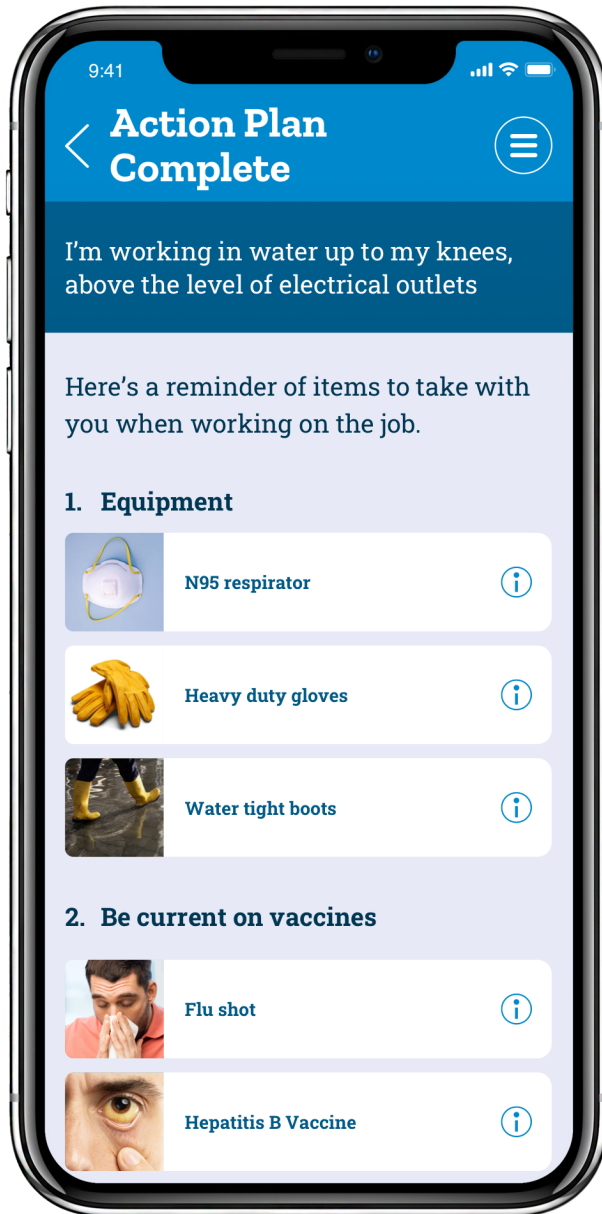 9:41
Action Plan
Complete
I’m working in water up to my knees,
above the level of electrical outlets
Here’s a reminder of items to take with
you when working on the job.
1. Equipment
N95 respirator
Heavy duty gloves
Water tight boots
2. Be current on vaccines
Flu shot
Hepatitis B Vaccine